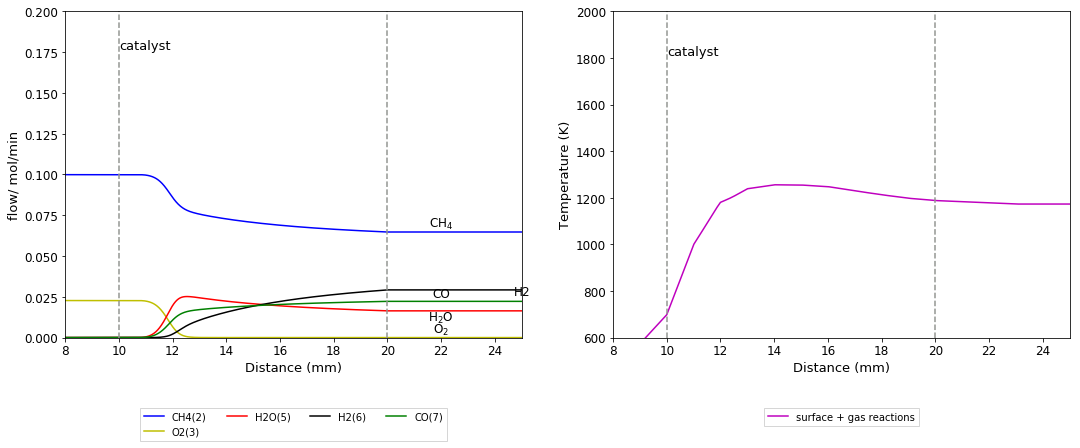 0.200
0.175
0.150
0.125
0.100
0.075
0.050
0.025
0.000
flow/ mol/min
catalyst
CH₄
CO
H2
H₂O
O₂
8 10 12 14 16 18 20 22 24
Distance (mm)
CH4(2) H2O(5) H2(6) CO(7)
O2(3)
2000
1800
1600
1400
1200
1000
800
600
Temperature (K)
catalyst
8 10 12 14 16 18 20 22 24
Distance (mm)
surface + gas reactions